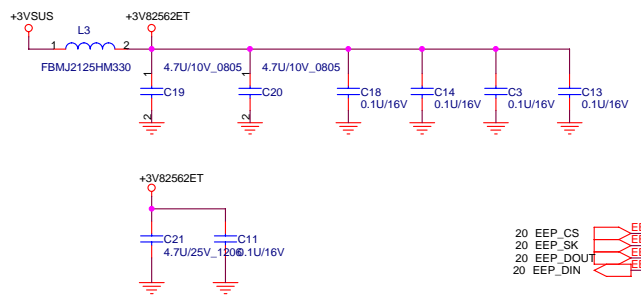 +3VSUS
+3V82562ET
L3
1 2
FBMJ2125HM330
4.7U/10V_0805
4.7U/10V_0805
1
1
C19
C20
C18
0.1U/16V
C14
0.1U/16V
C3
0.1U/16V
C13
0.1U/16V
2
2
+3V82562ET
C21
4.7U/25V_1206
C11
0.1U/16V
20 EEP_CS
20 EEP_SK
20 EEP_DOUT
20 EEP_DIN